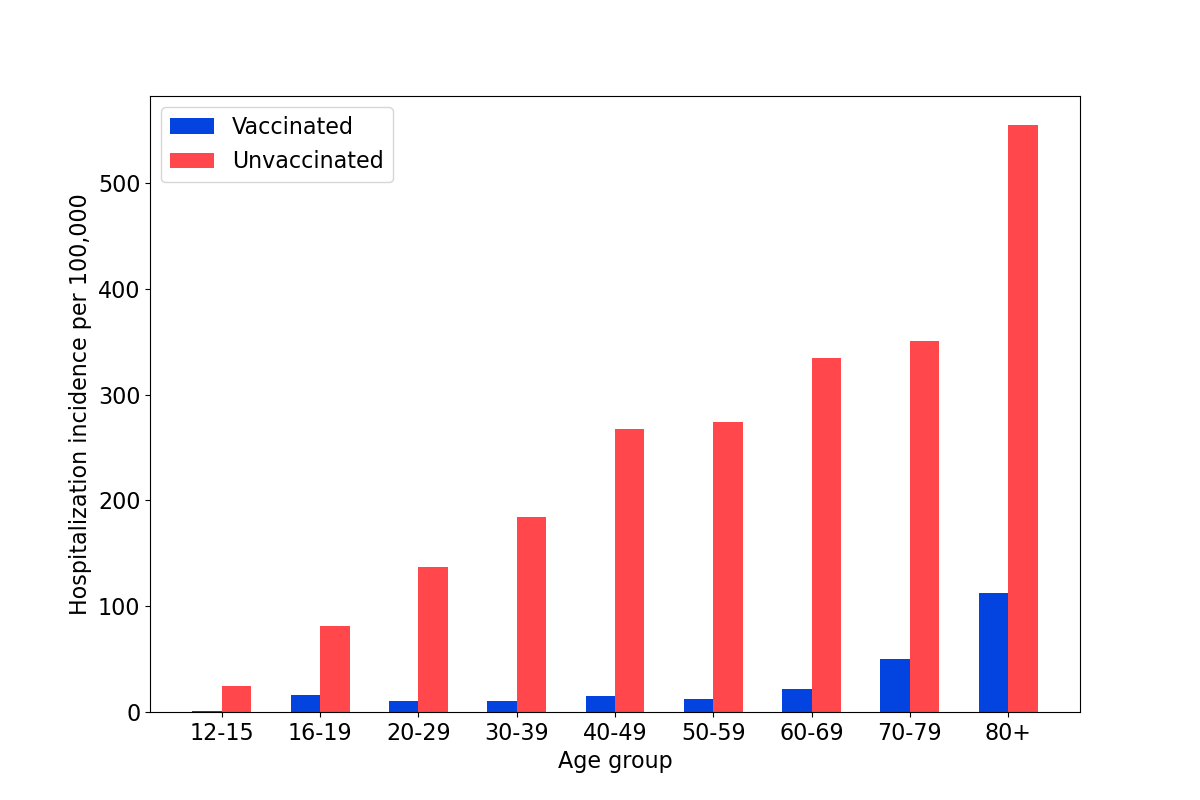 Vaccinated
Unvaccinated
Hospitalization incidence per 100,000
500
400
300
200
100
0
12-15 16-19 20-29 30-39 40-49 50-59 60-69 70-79 80+
Age group